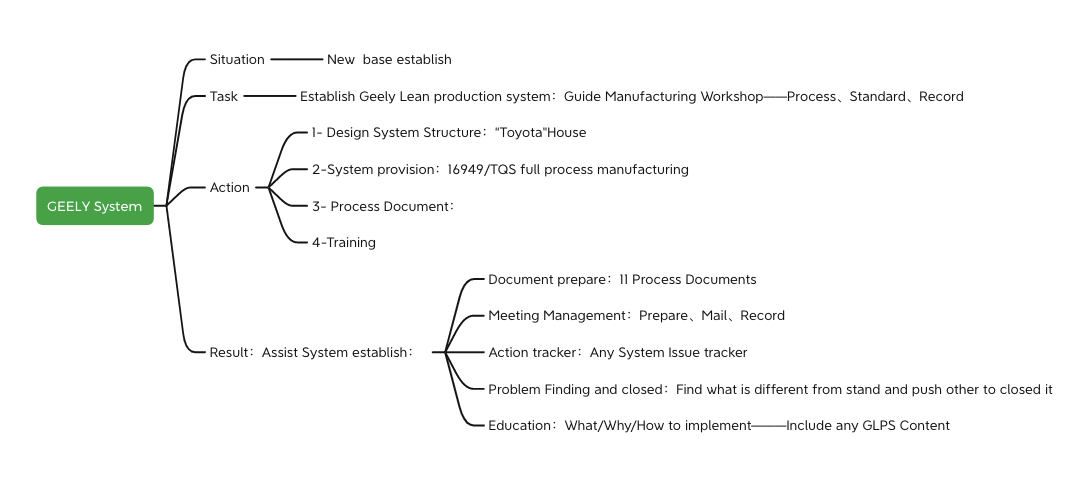 GEELY System
Situation
New  base establish
Task
Establish Geely Lean production system：Guide Manufacturing Workshop——Process、Standard、Record
Action
1- Design System Structure："Toyota"House
2-System provision：16949/TQS full process manufacturing
3- Process Document：
4-Training
Result：Assist System establish：
Document prepare：11 Process Documents
Meeting Management：Prepare、Mail、Record
Action tracker：Any System Issue tracker
Problem Finding and closed：Find what is different from stand and push other to closed it
Education：What/Why/How to implement———Include any GLPS Content